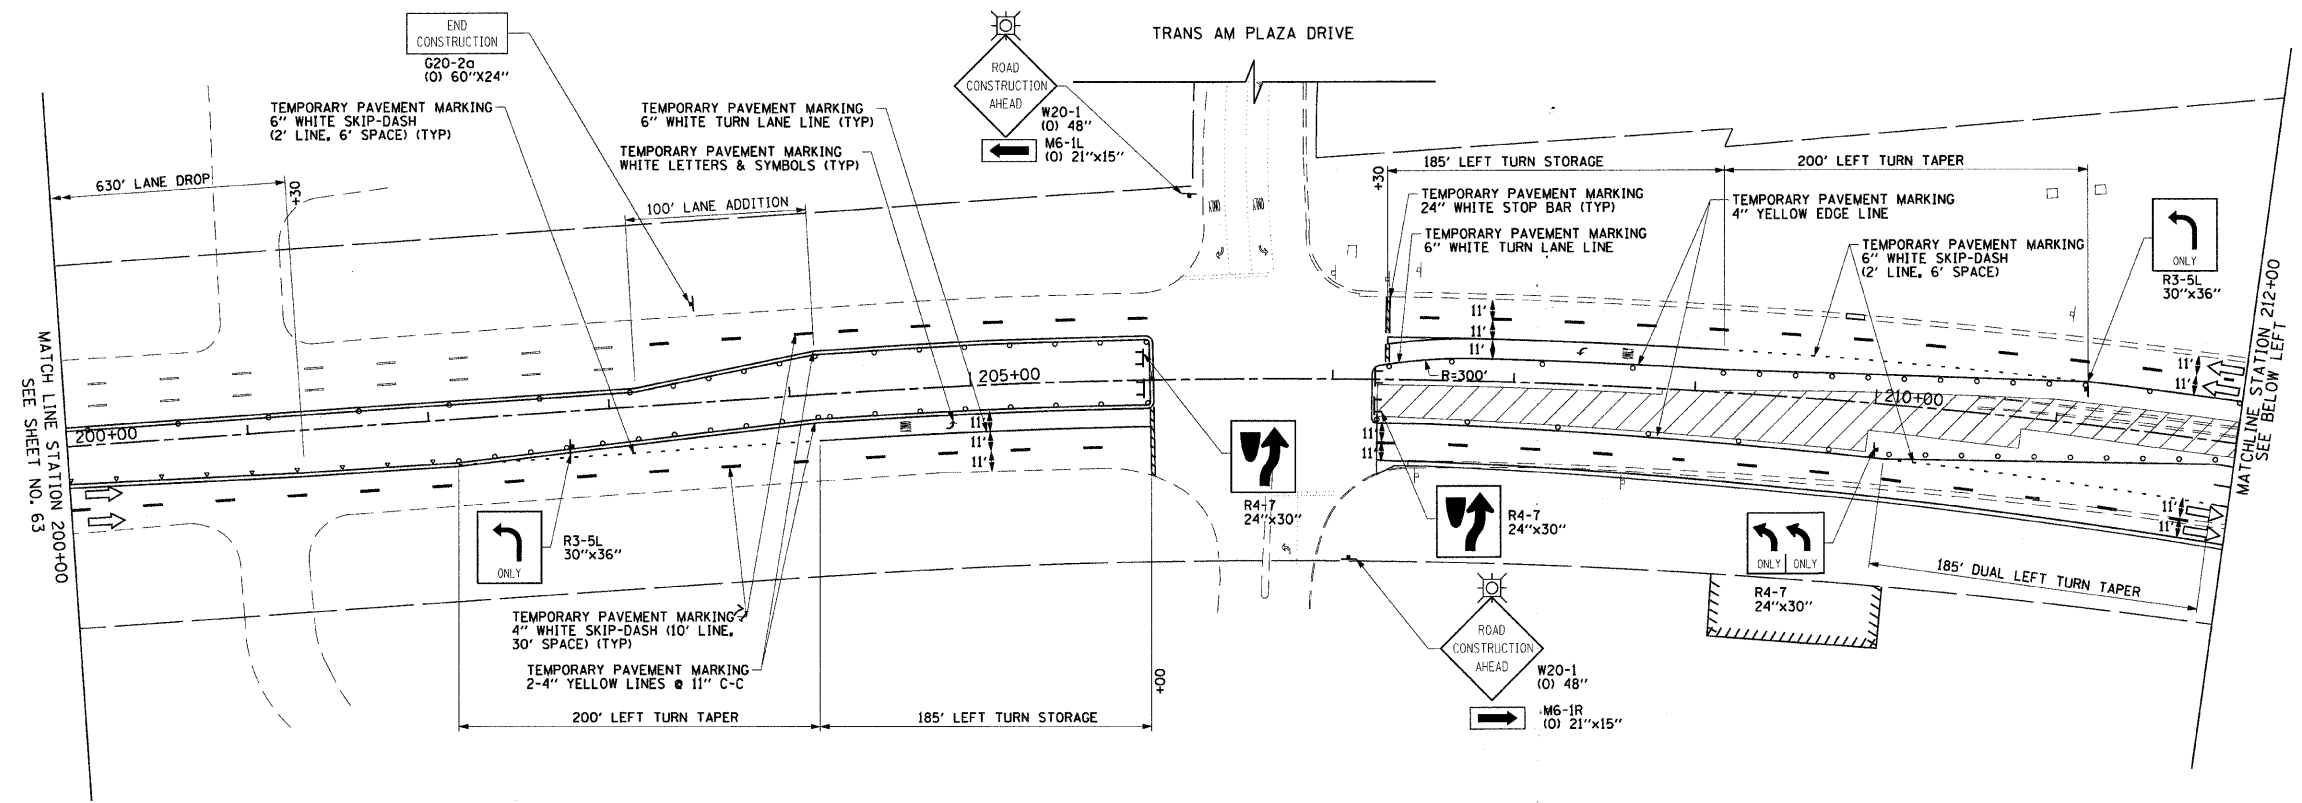 END
CONSTRUCTION
G20-2a
(O) 60"X24"
TEMPORARY PAVEMENT MARKING
6" WHITE SKIP-DASH
(2' LINE, 6' SPACE) (TYP)
TEMPORARY PAVEMENT MARKING
6" WHITE TURN LANE LINE (TYP)
TEMPORARY PAVEMENT MARKING
WHITE LETTERS & SYMBOLS (TYP)
ROAD
CONSTRUCTION
AHEAD
W20-1
(O) 48"
M6-1L
(O) 21"x15"
TRANS AM PLAZA DRIVE
630' LANE DROP
+30
100' LANE ADDITION
+30
185' LEFT TURN STORAGE
200' LEFT TURN TAPER
TEMPORARY PAVEMENT MARKING
24" WHITE STOP BAR (TYP)
TEMPORARY PAVEMENT MARKING
6" WHITE TURN LANE LINE
TEMPORARY PAVEMENT MARKING
4" YELLOW EDGE LINE
TEMPORARY PAVEMENT MARKING
6" WHITE SKIP-DASH
(2' LINE, 6' SPACE)
ONLY
R3-5L
30"x36"
MATCH LINE STATION 200+00
SEE SHEET NO. 63
200+00
205+00
210+00
R=300'
11'
11'
11'
11'
11'
11'
11'
11'
11'
11'
11'
11'
ONLY
MATCHLINE STATION 212+00
SEE BELOW LEFT
ONLY
R3-5L
30"x36"
R4-7
24"x30"
R4-7
24"x30"
ONLY ONLY
R4-7
24"x30"
185' DUAL LEFT TURN TAPER
TEMPORARY PAVEMENT MARKING
4" WHITE SKIP-DASH (10' LINE,
30' SPACE) (TYP)
TEMPORARY PAVEMENT MARKING
2-4" YELLOW LINES @ 11" C-C
200' LEFT TURN TAPER
185' LEFT TURN STORAGE
+00
ROAD
CONSTRUCTION
AHEAD
W20-1
(O) 48"
M6-1R
(O) 21"x15"